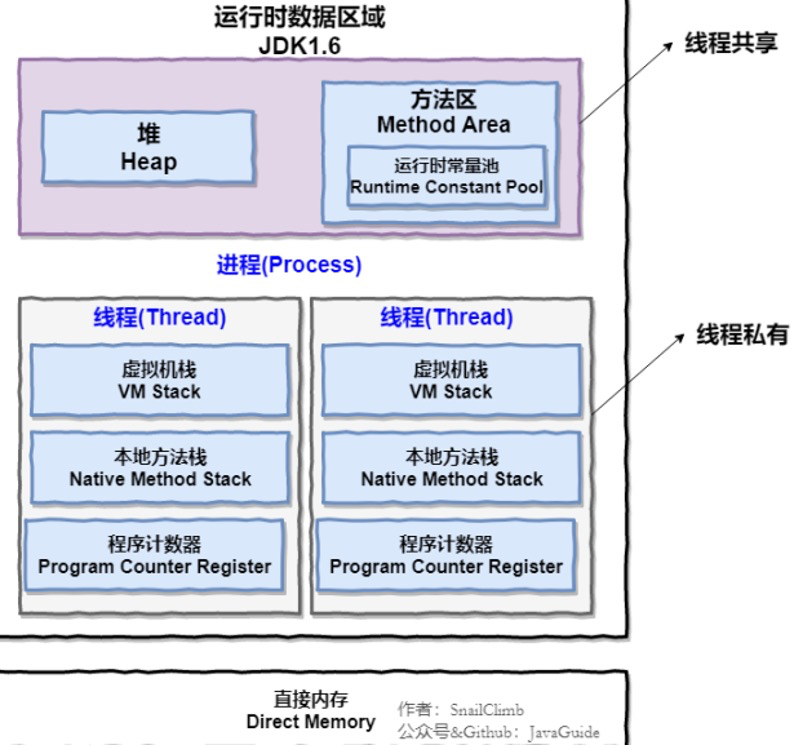 运行时数据区域
JDK1.6
线程共享
堆
Heap
方法区
Method Area
运行时常量池
Runtime Constant Pool
进程(Process)
线程(Thread)
虚拟机栈
VM Stack
本地方法栈
Native Method Stack
程序计数器
Program Counter Register
线程(Thread)
虚拟机栈
VM Stack
本地方法栈
Native Method Stack
程序计数器
Program Counter Register
线程私有
直接内存
Direct Memory
作者：SnailClimb
公众号&Github：JavaGuide